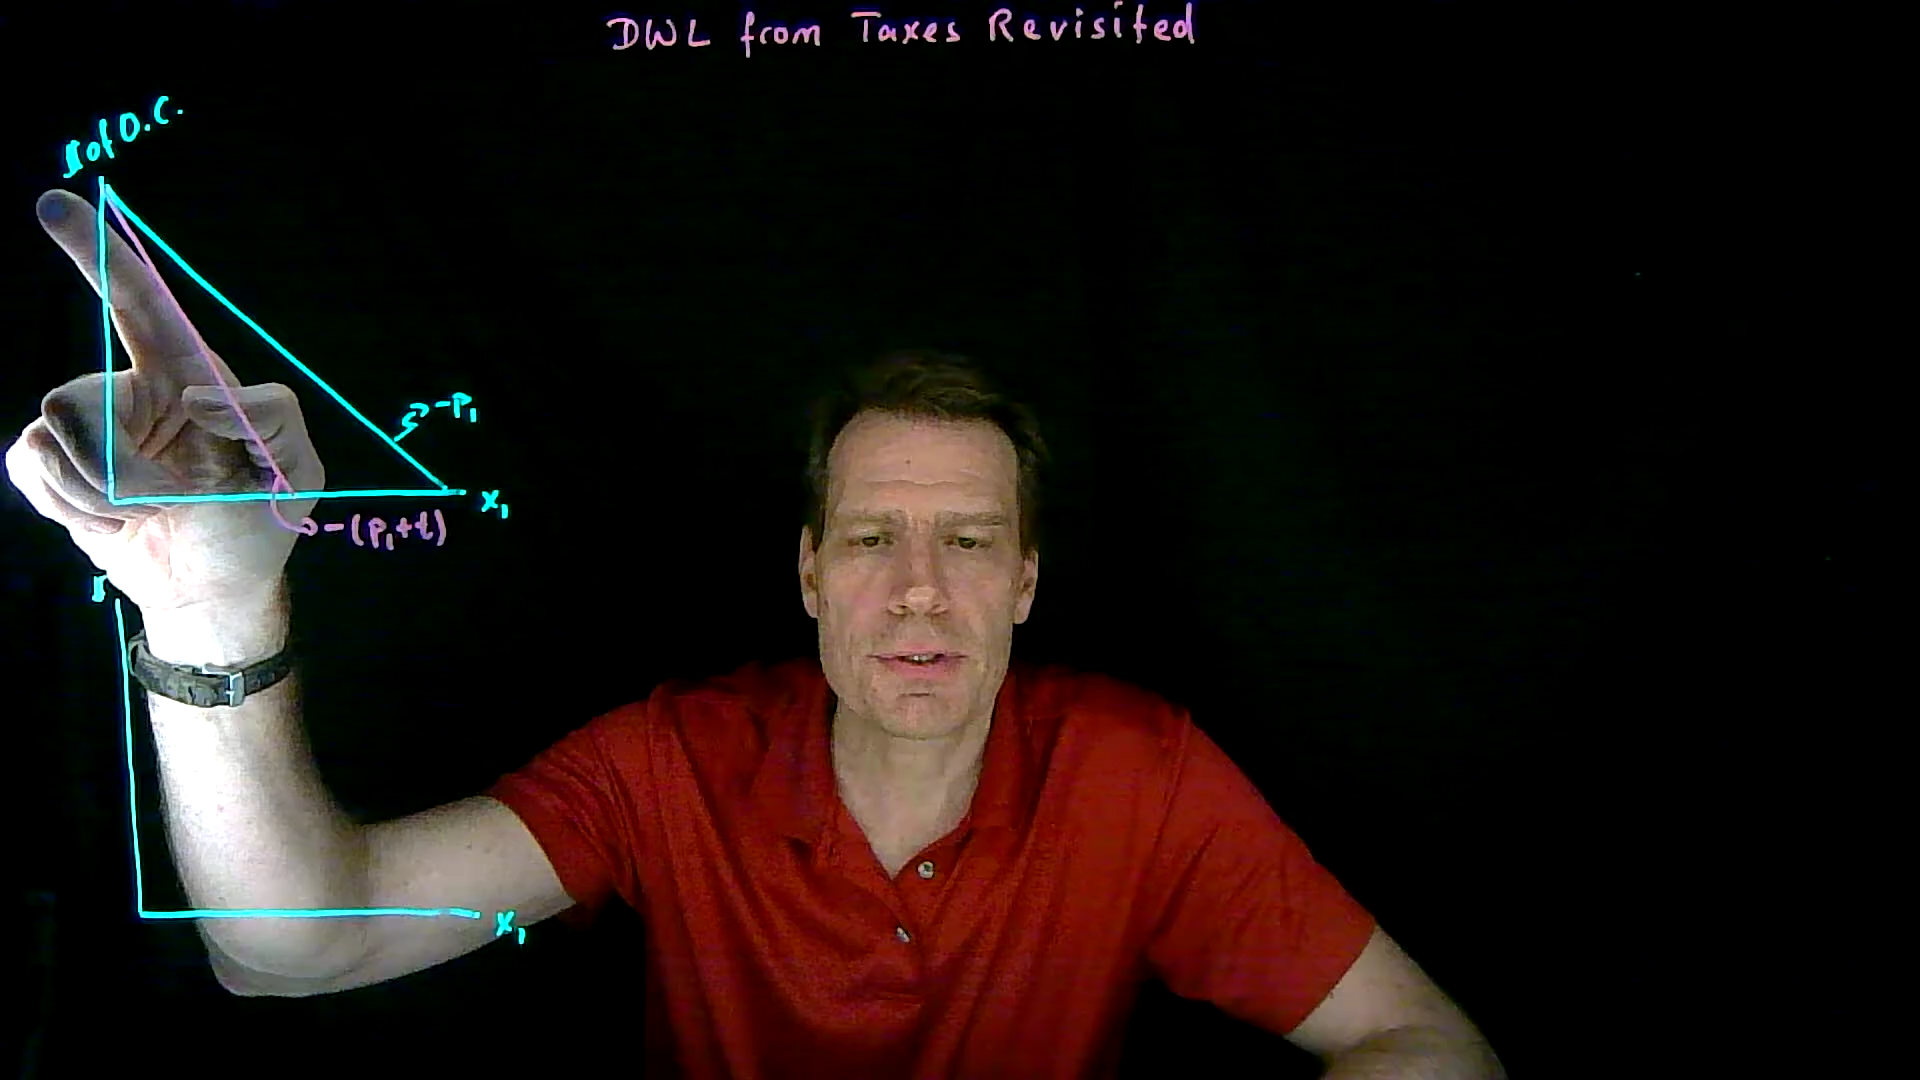 DWL from Taxes Revisited
$ of O.C.
-P₁
x₁
-(P₁+t)
$
x₁